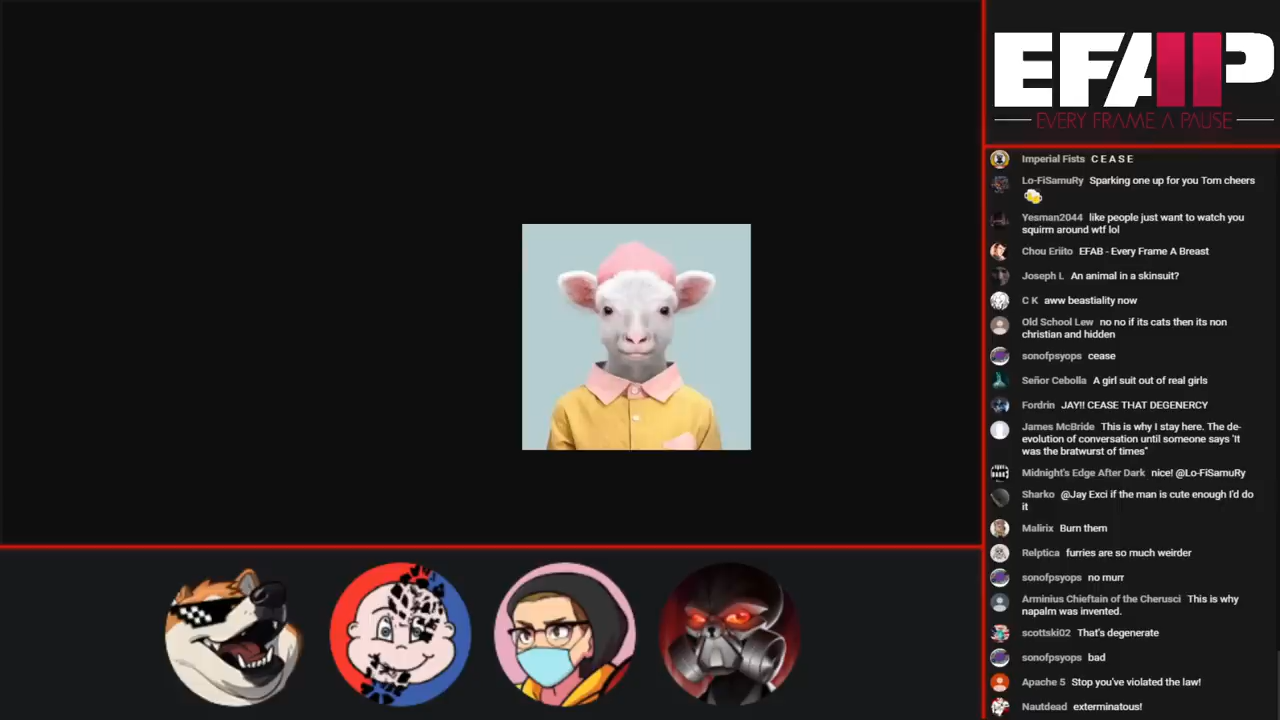 EFAP
EVERY FRAME A PAUSE
Imperial Fists C E A S E
Lo-FiSamuRy Sparking one up for you Tom cheers
Yesman2044 like people just want to watch you
squirm around wtf lol
Chou Eriito EFAB - Every Frame A Breast
Joseph L An animal in a skinsuit?
C K aww beastiality now
Old School Lew no no if its cats then its non
christian and hidden
sonofpsyops cease
Señor Cebolla A girl suit out of real girls
Fordrin JAY!! CEASE THAT DEGENERCY
James McBride This is why I stay here. The de-
evolution of conversation until someone says 'It
was the bratwurst of times"
Midnight's Edge After Dark nice! @Lo-FiSamuRy
Sharko @Jay Exci if the man is cute enough I'd do
it
Malirix Burn them
Relptica furries are so much weirder
sonofpsyops no murr
Arminius Chieftain of the Cherusci This is why
napalm was invented.
scottski02 That's degenerate
sonofpsyops bad
Apache 5 Stop you've violated the law!
Nautdead exterminatous!